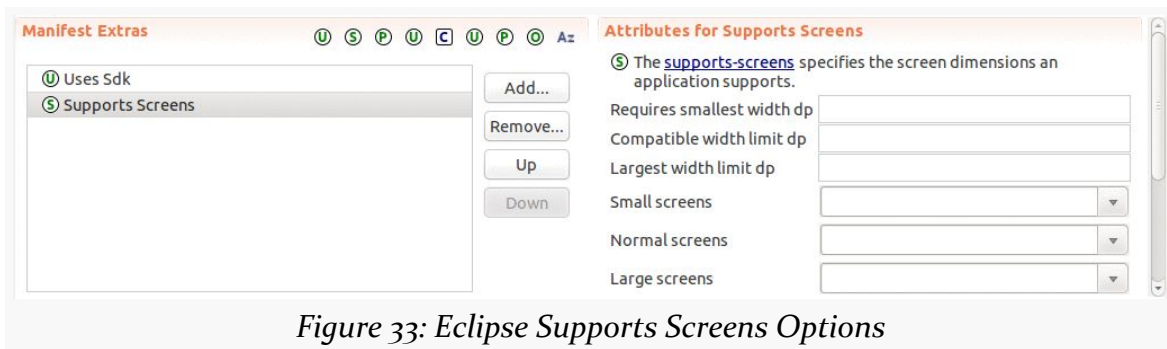 Manifest Extras
U S P U C U P O Az
U Uses Sdk
S Supports Screens
Add...
Remove...
Up
Down
Attributes for Supports Screens
S The supports-screens specifies the screen dimensions an
application supports.
Requires smallest width dp
Compatible width limit dp
Largest width limit dp
Small screens
Normal screens
Large screens
Figure 33: Eclipse Supports Screens Options